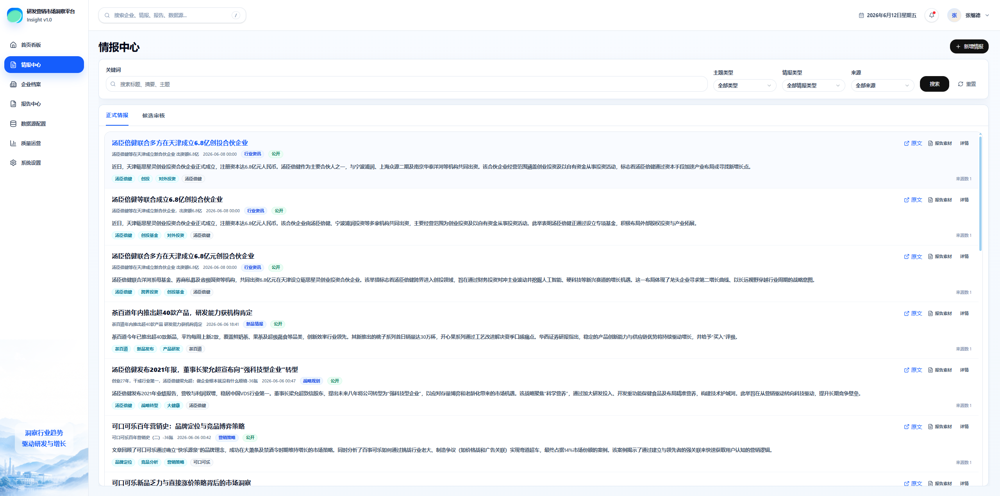 研发营销市场洞察平台
Insight v1.0
搜索企业、情报、报告、数据源...
/
2026年6月12日星期五
张
张继德
首页看板
情报中心
企业档案
报告中心
数据源配置
质量运营
系统设置
洞察行业趋势
驱动研发与增长
情报中心
新增情报
关键词
搜索标题、摘要、主题
主题类型
全部类型
情报类型
全部情报类型
来源
全部来源
搜索
重置
正式情报
候选审核
汤臣倍健联合多方在天津成立6.8亿创投合伙企业
原文 报告素材 详情
汤臣倍健等在天津成立新合伙企业 出资额6.8亿 2026-06-08 00:00 行业资讯 公开
近日，天津砺思星灵创业投资合伙企业正式成立，注册资本达6.8亿元人民币。汤臣倍健作为主要合伙人之一，与宁波浦润、上海众源二期及南京华泰洋河等机构共同出资。该合伙企业经营范围涵盖创业投资及以自有资金从事投资活动，标志着汤臣倍健通过资本手段加速产业布局或寻找新增长点。
汤臣倍健 创投 对外投资 汤臣倍健
来源数 1
汤臣倍健等联合成立6.8亿创投合伙企业
原文 报告素材 详情
汤臣倍健等在天津成立新合伙企业，出资额6.8亿 2026-06-08 00:00 行业资讯 公开
近日，天津砺思星灵创业投资合伙企业正式成立，注册资本达6.8亿元人民币。该合伙企业由汤臣倍健、宁波浦润投资等多家机构共同出资，主要经营范围为创业投资及以自有资金从事投资活动。此举表明汤臣倍健正通过设立专项基金，积极布局外部股权投资与产业拓展。
汤臣倍健 创投基金 对外投资 汤臣倍健
来源数 1
汤臣倍健联合多方在天津成立6.8亿元创投合伙企业
原文 报告素材 详情
汤臣倍健等在天津成立新合伙企业 出资额6.8亿 2026-06-08 00:00 行业资讯 公开
汤臣倍健联合洋河系母基金、券商私募及省级国资等机构，共同出资6.8亿元在天津设立砺思星灵创业投资合伙企业。该举措标志着汤臣倍健跨界进入创投领域，旨在通过财务投资对冲主业波动并挖掘人工智能、硬科技等新兴赛道的增长机遇。这一布局体现了龙头企业寻求第二增长曲线、以长远视野穿越行业周期的战略意图。
汤臣倍健 跨界投资 创投基金 汤臣倍健
来源数 1
茶百道年内推出超40款产品，研发能力获机构肯定
原文 报告素材 详情
茶百道年内推出超40款产品 研发能力获机构肯定 2026-06-06 18:41 新品情报 公开
茶百道今年已推出超40款新品，平均每周上新2款，覆盖鲜奶茶、果茶及超级蔬食等品类，创新效率行业领先。其新推出的桃子系列首日销量达30万杯，开心果系列通过工艺改进解决夏季口感痛点。华西证券研报指出，稳定的产品创新能力与供应链优势将持续驱动增长，并给予“买入”评级。
茶百道 新品发布 产品研发 茶百道
来源数 1
汤臣倍健发布2021年报，董事长梁允超宣布向“强科技型企业”转型
原文 报告素材 详情
创业27年，干成行业第一，汤臣倍健梁允超：做企业根本就没有什么顺境-36氪 2026-06-06 00:47 战略规划 公开
汤臣倍健发布2021年业绩报告，营收与利润双增，稳居中国VDS行业第一。董事长梁允超致信股东，提出未来八年将公司转型为“强科技型企业”，以应对存量博弈和老龄化带来的市场机遇。该战略聚焦“科学营养”，通过加大研发投入、开发重功能保健食品及布局精准营养，构建技术护城河。此举旨在从营销驱动转向科技驱动，提升长期竞争壁垒。
汤臣倍健 战略转型 大健康 汤臣倍健
来源数 1
可口可乐百年营销史：品牌定位与竞品博弈策略
原文 报告素材 详情
可口可乐百年营销史（二）-36氪 2026-06-06 00:42 营销策略 公开
文章回顾了可口可乐通过确立“快乐源泉”的品牌理念，成功在大萧条及禁酒令时期维持增长的市场策略。同时分析了百事可乐如何通过挑战行业老大、制造争议（如价格战和广告关联）实现弯道超车，最终占据14%市场份额的案例。该案例揭示了通过建立与领先者的强关联来快速获取用户认知的营销逻辑。
品牌定位 竞品分析 营销策略 可口可乐
来源数 1
可口可乐新品乏力与直接涨价策略背后的市场洞察
原文 报告素材 详情